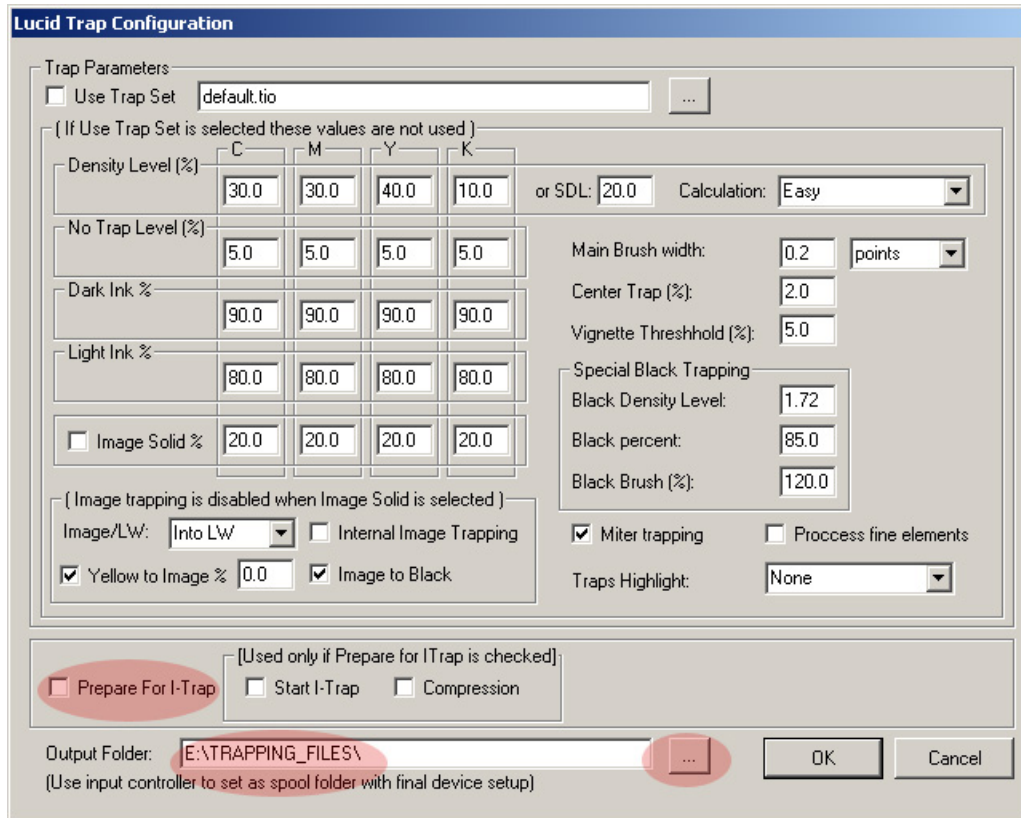 Lucid Trap Configuration
Trap Parameters
Use Trap Set default.tio ...
( If Use Trap Set is selected these values are not used )
C M Y K
Density Level (%) 30.0 30.0 40.0 10.0 or SDL: 20.0 Calculation: Easy
No Trap Level (%) 5.0 5.0 5.0 5.0
Main Brush width: 0.2 points
Dark Ink % 90.0 90.0 90.0 90.0
Center Trap (%): 2.0
Vignette Threshhold (%): 5.0
Light Ink % 80.0 80.0 80.0 80.0
Special Black Trapping
Black Density Level: 1.72
Image Solid % 20.0 20.0 20.0 20.0
Black percent: 85.0
Black Brush (%): 120.0
( Image trapping is disabled when Image Solid is selected )
Image/LW: Into LW Internal Image Trapping
Miter trapping Proccess fine elements
Yellow to Image % 0.0 Image to Black
Traps Highlight: None
[Used only if Prepare for ITrap is checked]
Prepare For I-Trap Start I-Trap Compression
Output Folder: E:\TRAPPING_FILES\ ... OK Cancel
(Use input controller to set as spool folder with final device setup)